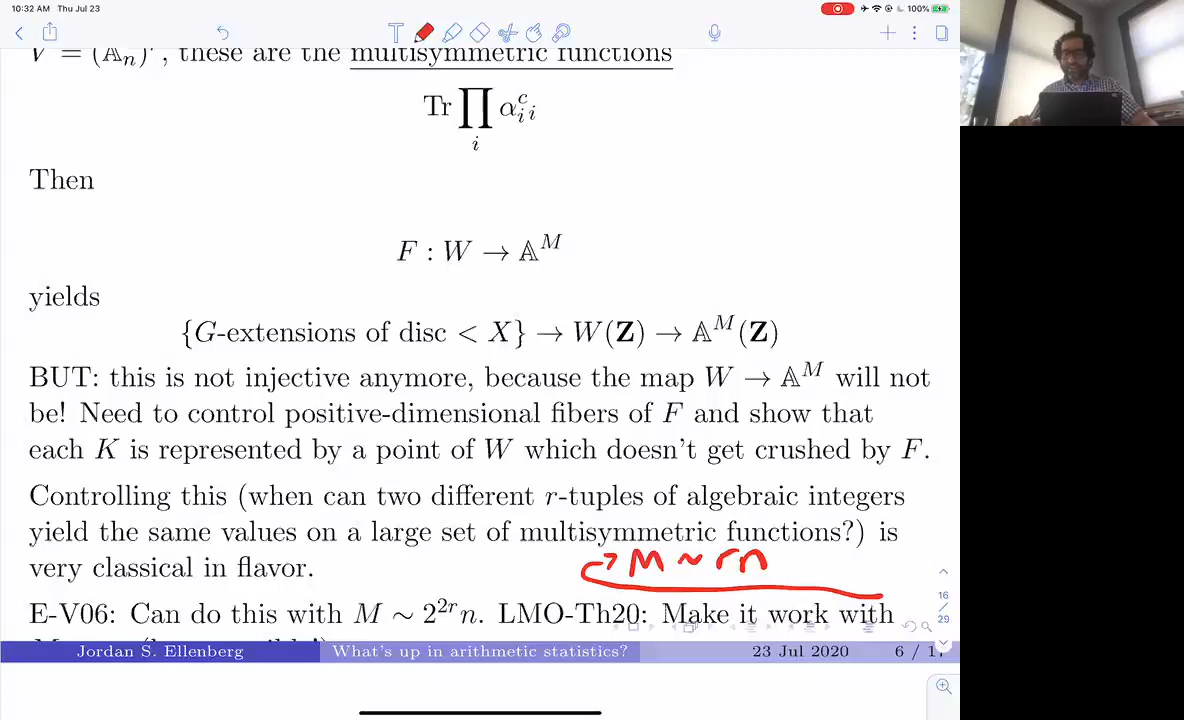 10:32 AM Thu Jul 23
100%
V = (𝔸ₙ)ʳ, these are the multisymmetric functions
Tr ∏ᵢ αᵢᶜⁱ
Then
F : W → 𝔸ᴹ
yields
{G-extensions of disc < X} → W(Z) → 𝔸ᴹ(Z)
BUT: this is not injective anymore, because the map W → 𝔸ᴹ will not
be! Need to control positive-dimensional fibers of F and show that
each K is represented by a point of W which doesn't get crushed by F.
Controlling this (when can two different r-tuples of algebraic integers
yield the same values on a large set of multisymmetric functions?) is
very classical in flavor.
M ~ rn
E-V06: Can do this with M ∼ 2²ʳn. LMO-Th20: Make it work with
16 / 29
Jordan S. Ellenberg What's up in arithmetic statistics? 23 Jul 2020 6 / 17